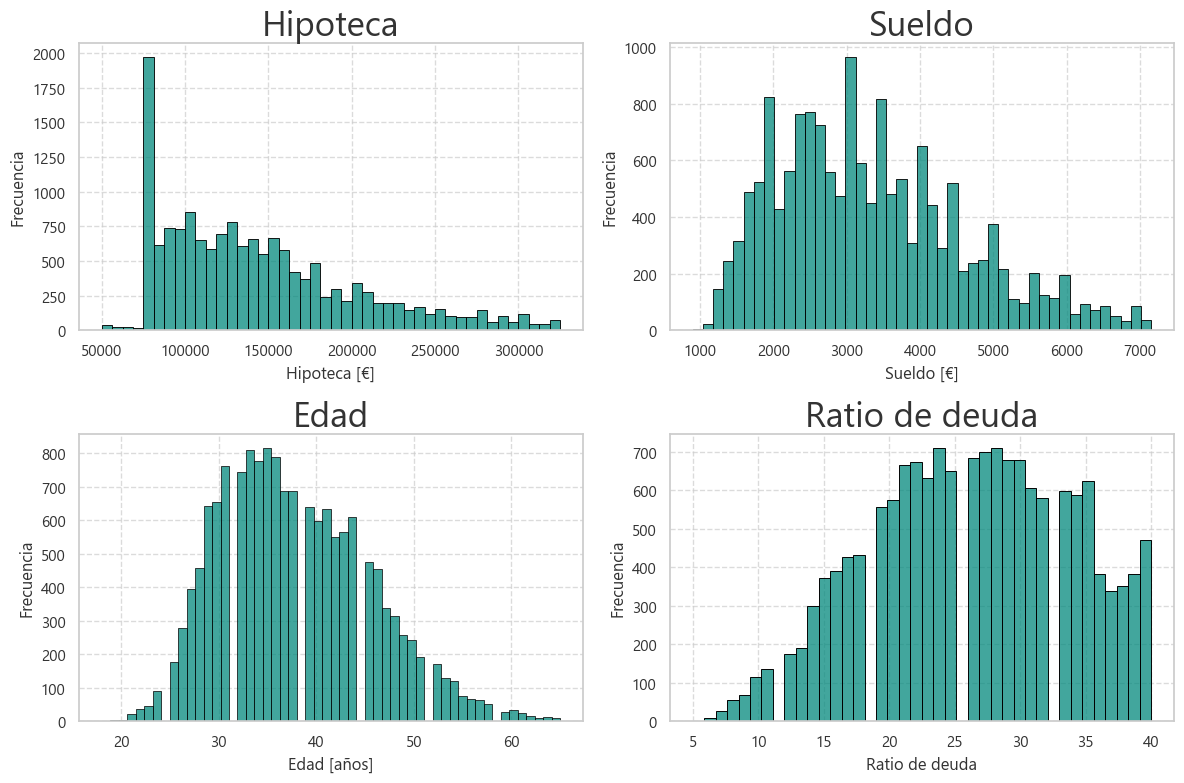 Hipoteca
2000
1750
1500
1250
1000
750
500
250
0
Frecuencia
50000 100000 150000 200000 250000 300000
Hipoteca [€]
Sueldo
1000
800
600
400
200
0
Frecuencia
1000 2000 3000 4000 5000 6000 7000
Sueldo [€]
Edad
800
700
600
500
400
300
200
100
0
Frecuencia
20 30 40 50 60
Edad [años]
Ratio de deuda
700
600
500
400
300
200
100
0
Frecuencia
5 10 15 20 25 30 35 40
Ratio de deuda